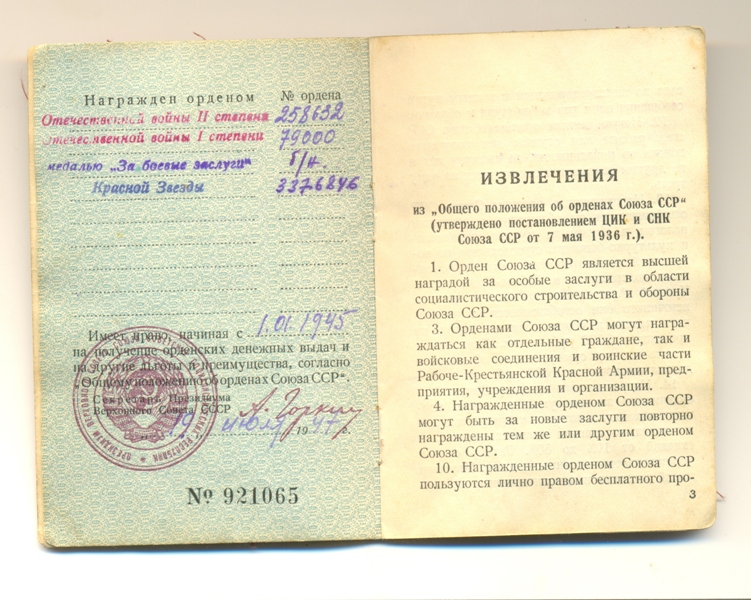 Награжден орденом № ордена
Отечественной войны II степени 258632
Отечественной войны I степени 79000
медалью „За боевые заслуги" б/н.
Красной Звезды 3376846
Имеет право, начиная с 1.01.1945
на получение орденских денежных выдач и
на другие льготы и преимущества, согласно
„Общему положению об орденах Союза ССР".
Секретарь Президиума
Верховного Совета СССР А. Горкин
19 июля 1947 г.
№ 921065
ИЗВЛЕЧЕНИЯ
из „Общего положения об орденах Союза ССР"
(утверждено постановлением ЦИК и СНК
Союза ССР от 7 мая 1936 г.).
1. Орден Союза ССР является высшей
наградой за особые заслуги в области
социалистического строительства и обороны
Союза ССР.
3. Орденами Союза ССР могут награ-
ждаться как отдельные граждане, так и
войсковые соединения и воинские части
Рабоче-Крестьянской Красной Армии, пред-
приятия, учреждения и организации.
4. Награжденные орденом Союза ССР
могут быть за новые заслуги повторно
награждены тем же или другим орденом
Союза ССР.
10. Награжденные орденом Союза ССР
пользуются лично правом бесплатного про-
3